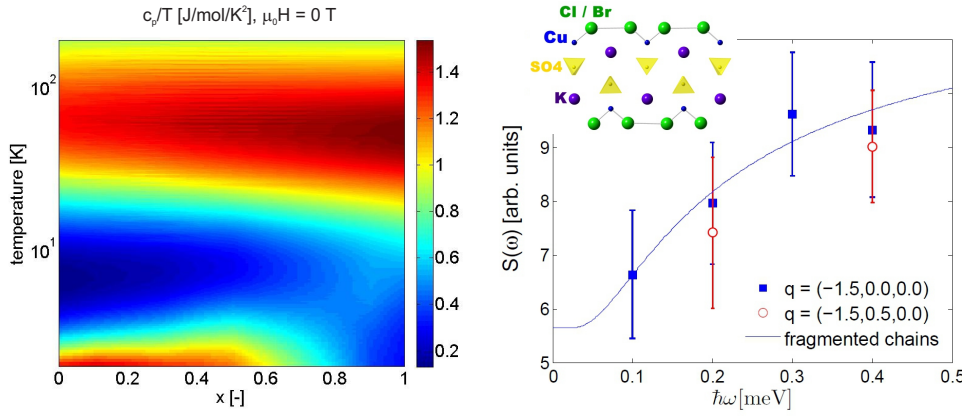 c_p/T [J/mol/K²], μ₀H = 0 T
temperature [K]
10²
10¹
0 0.2 0.4 0.6 0.8 1
x [-]
1.4
1.2
1
0.8
0.6
0.4
0.2
Cl / Br
Cu
SO4
K
S(ω) [arb. units]
9
8
7
6
5
q = (−1.5,0.0,0.0)
q = (−1.5,0.5,0.0)
fragmented chains
0 0.1 0.2 0.3 0.4 0.5
ħω[meV]